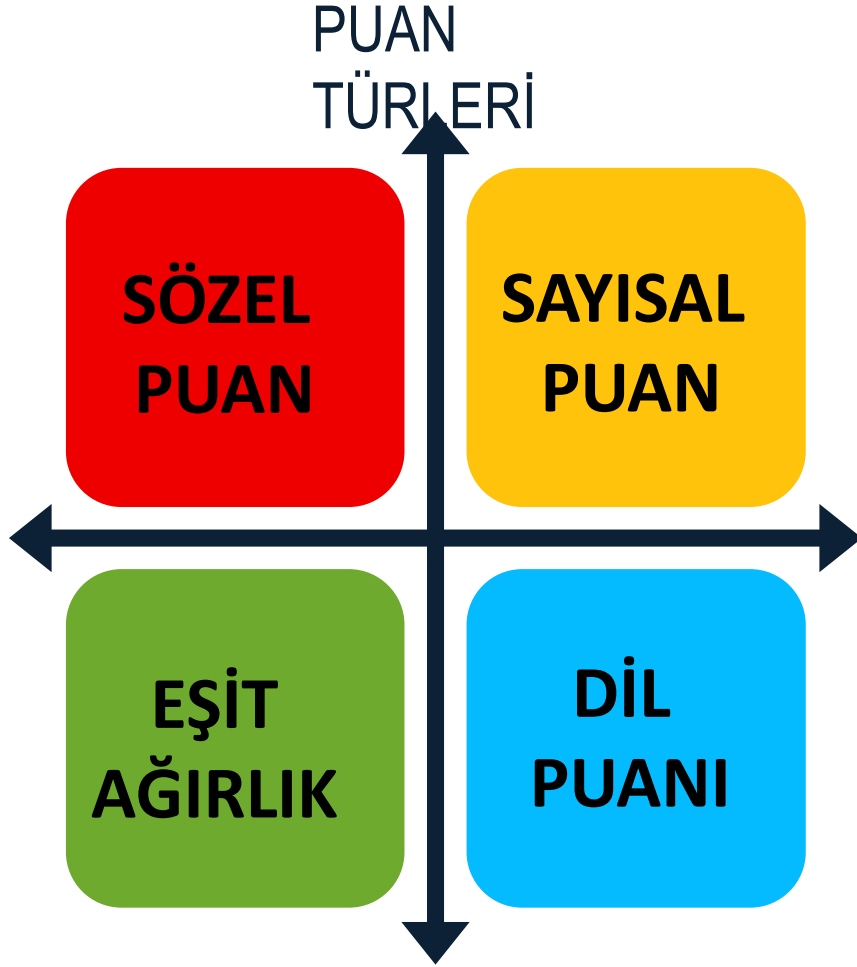 PUAN
TÜRLERİ
SÖZEL
PUAN
SAYISAL
PUAN
EŞİT
AĞIRLIK
DİL
PUANI